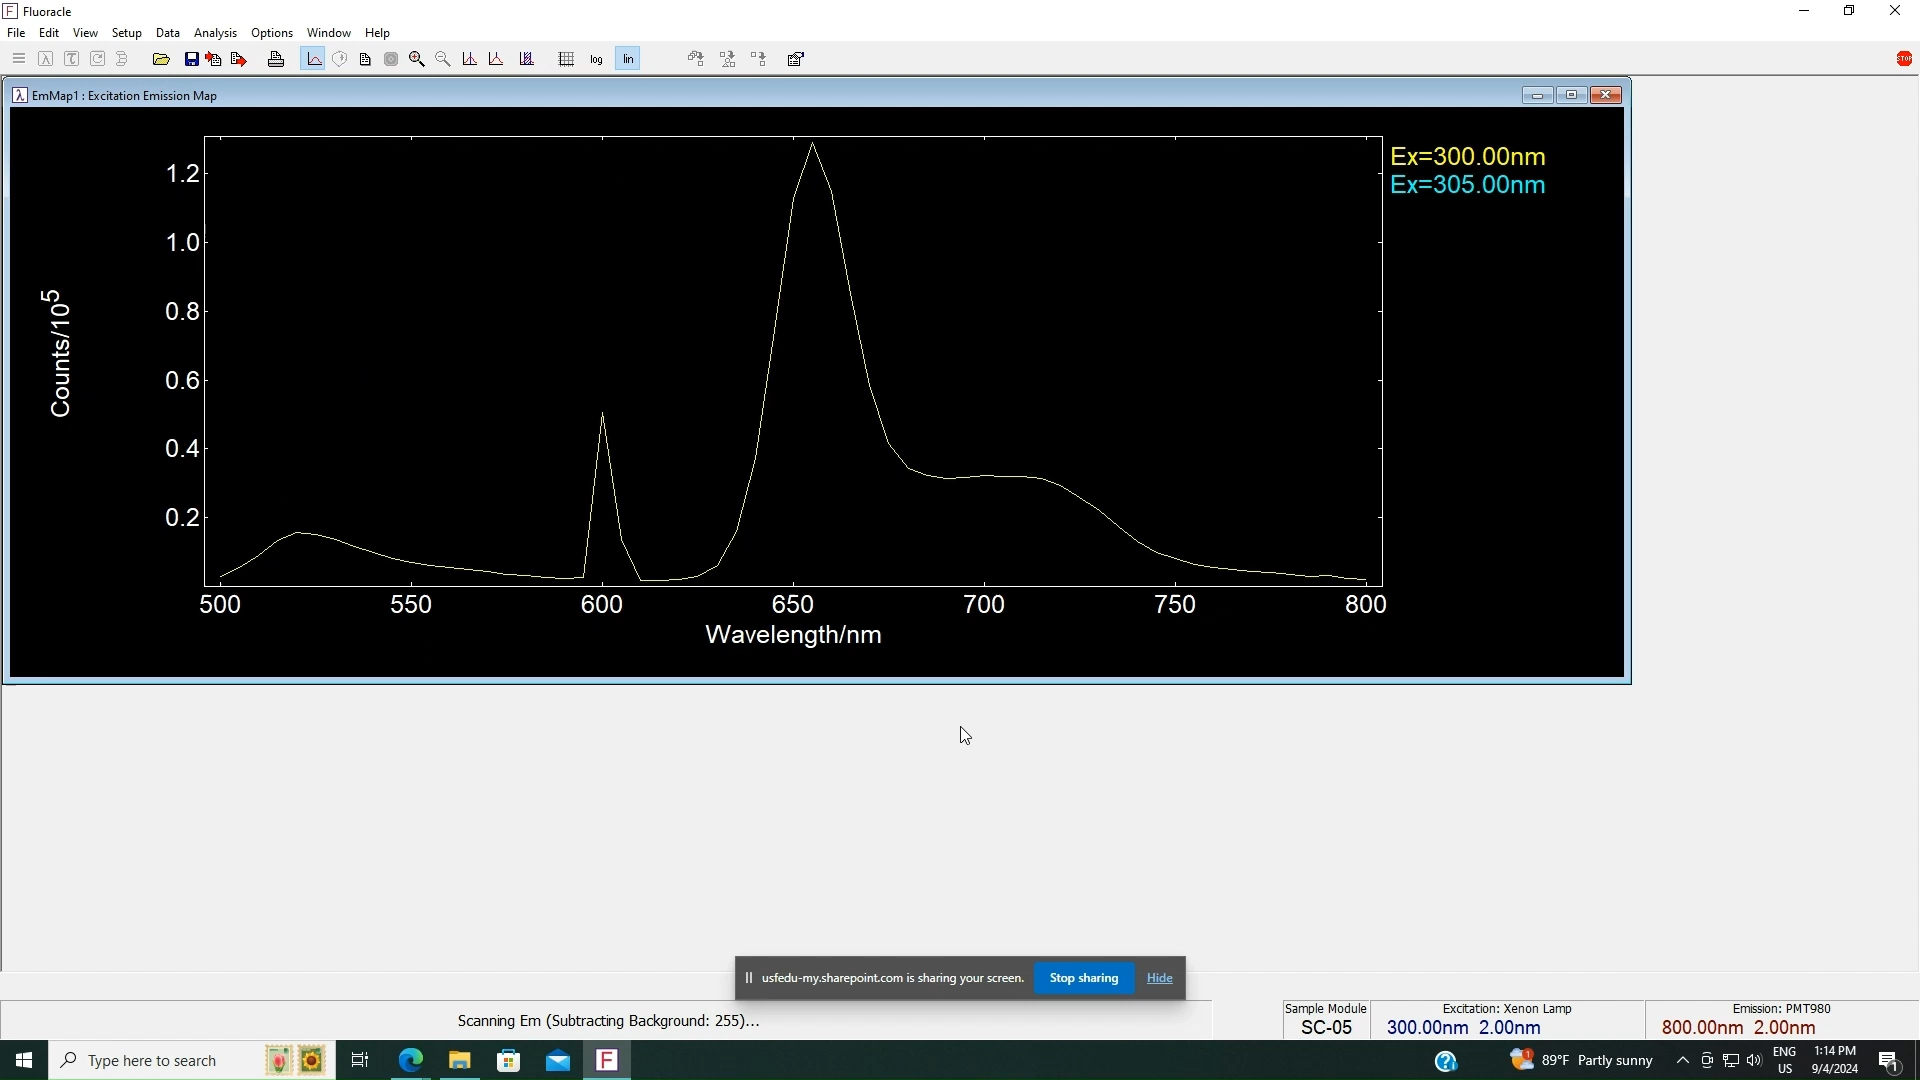 Fluoracle
File Edit View Setup Data Analysis Options Window Help
log lin
STOP
EmMap1 : Excitation Emission Map
Ex=300.00nm
Ex=305.00nm
1.2
1.0
0.8
0.6
0.4
0.2
Counts/10⁵
500 550 600 650 700 750 800
Wavelength/nm
usfedu-my.sharepoint.com is sharing your screen. Stop sharing Hide
Scanning Em (Subtracting Background: 255)...
Sample Module
SC-05
Excitation: Xenon Lamp
300.00nm 2.00nm
Emission: PMT980
800.00nm 2.00nm
Type here to search
89°F Partly sunny
ENG
US
1:14 PM
9/4/2024